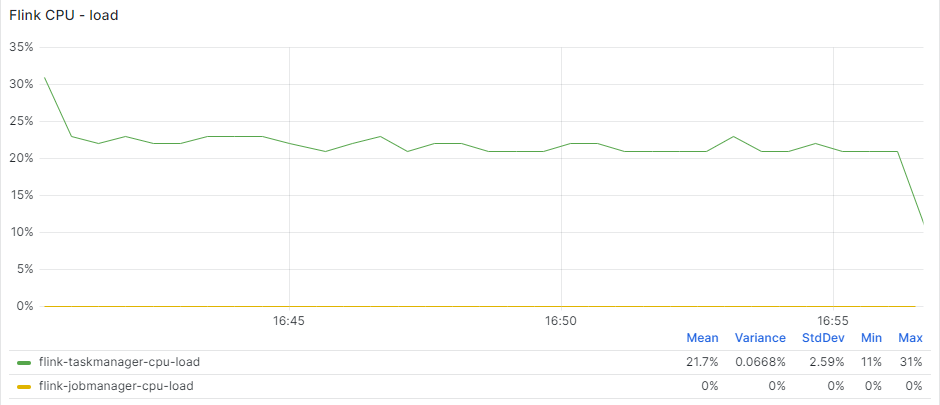 Flink CPU - load
35%
30%
25%
20%
15%
10%
5%
0%
16:45 16:50 16:55
Mean Variance StdDev Min Max
flink-taskmanager-cpu-load 21.7% 0.0668% 2.59% 11% 31%
flink-jobmanager-cpu-load 0% 0% 0% 0% 0%